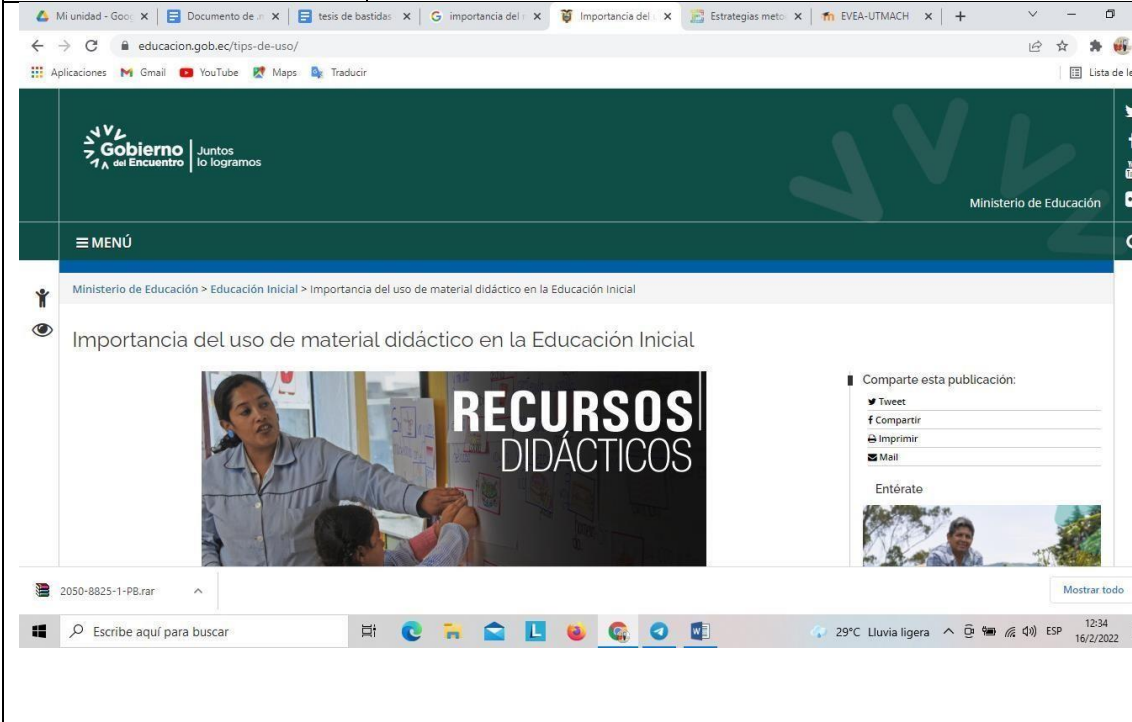 Mi unidad - Goo
Documento de
tesis de bastidas
importancia del
Importancia del
Estrategias meto
EVEA-UTMACH
educacion.gob.ec/tips-de-uso/
Aplicaciones
Gmail
YouTube
Maps
Traducir
Lista de le
Gobierno
del Encuentro
Juntos
lo logramos
Ministerio de Educación
MENÚ
Ministerio de Educación > Educación Inicial > Importancia del uso de material didáctico en la Educación Inicial
Importancia del uso de material didáctico en la Educación Inicial
RECURSOS
DIDÁCTICOS
Comparte esta publicación:
Tweet
Compartir
Imprimir
Mail
Entérate
2050-8825-1-PB.rar
Mostrar todo
Escribe aquí para buscar
29°C Lluvia ligera
ESP
12:34
16/2/2022